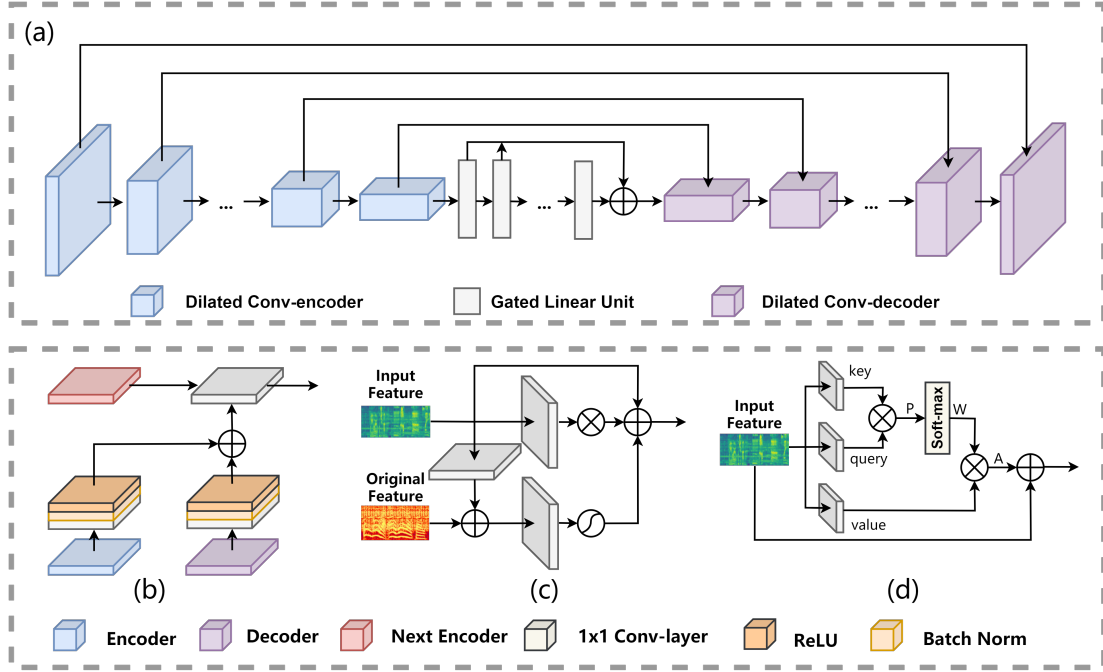 (a)
...
...
...
Dilated Conv-encoder
Gated Linear Unit
Dilated Conv-decoder
Input
Feature
Original
Feature
Input
Feature
key
query
value
P
Soft-max
W
A
(b)
(c)
(d)
Encoder
Decoder
Next Encoder
1x1 Conv-layer
ReLU
Batch Norm